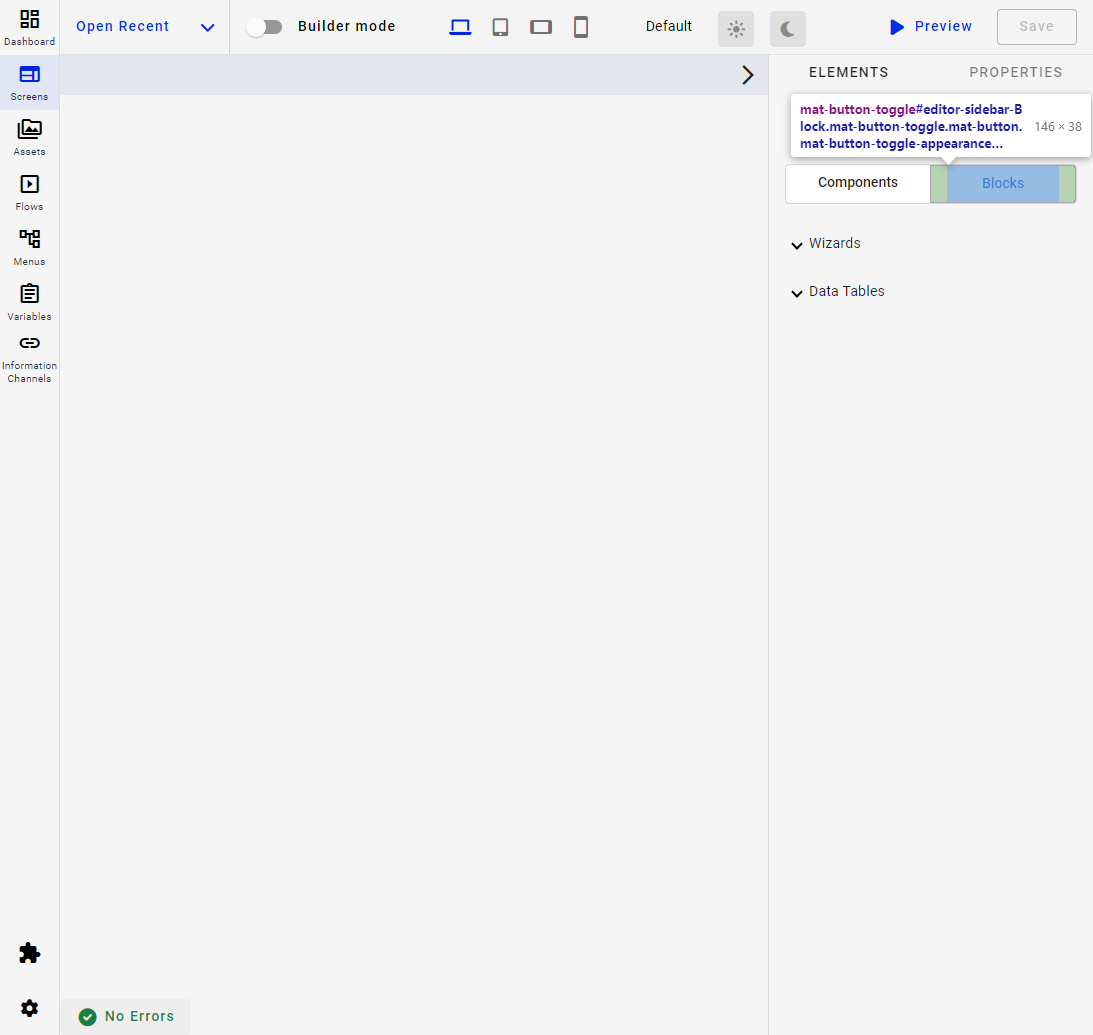 Dashboard
Open Recent
Builder mode
Default
Preview
Save
Screens
Assets
Flows
Menus
Variables
Information
Channels
ELEMENTS
PROPERTIES
mat-button-toggle#editor-sidebar-B
lock.mat-button-toggle.mat-button.
mat-button-toggle-appearance...
146 × 38
Components
Blocks
Wizards
Data Tables
No Errors